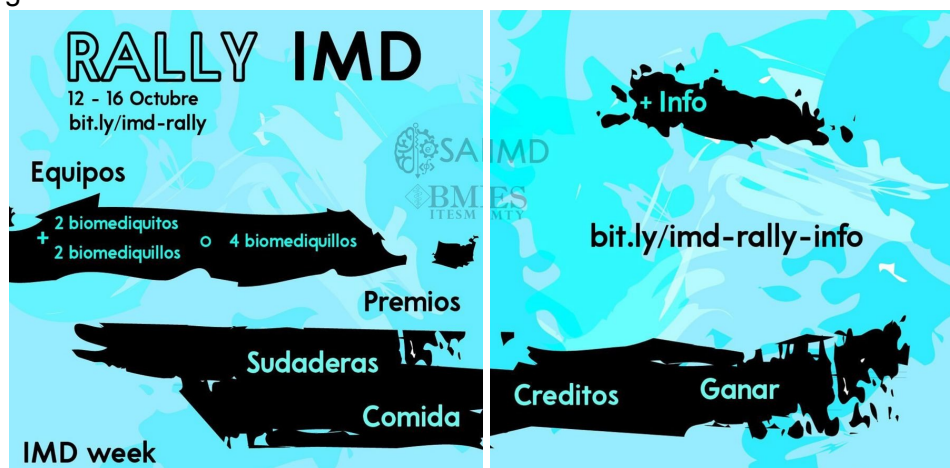 RALLY IMD
12 - 16 Octubre
bit.ly/imd-rally
Equipos
+ 2 biomediquitos
2 biomediquillos
o 4 biomediquillos
Premios
Sudaderas
Comida
IMD week
SAIMD
BMES
ITESM MTY
+ Info
bit.ly/imd-rally-info
Creditos
Ganar